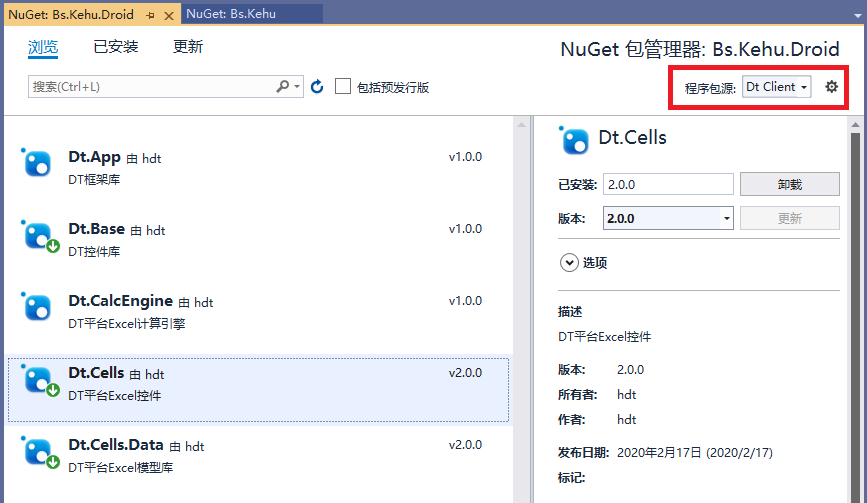 NuGet: Bs.Kehu.Droid
NuGet: Bs.Kehu
浏览 已安装 更新
NuGet 包管理器: Bs.Kehu.Droid
搜索(Ctrl+L)
包括预发行版
程序包源: Dt Client
Dt.App 由 hdt v1.0.0
DT框架库
Dt.Base 由 hdt v1.0.0
DT控件库
Dt.CalcEngine 由 hdt v1.0.0
DT平台Excel计算引擎
Dt.Cells 由 hdt v2.0.0
DT平台Excel控件
Dt.Cells.Data 由 hdt v2.0.0
DT平台Excel模型库
Dt.Cells
已安装: 2.0.0 卸载
版本: 2.0.0 更新
选项
描述
DT平台Excel控件
版本: 2.0.0
所有者: hdt
作者: hdt
发布日期: 2020年2月17日 (2020/2/17)
标记: